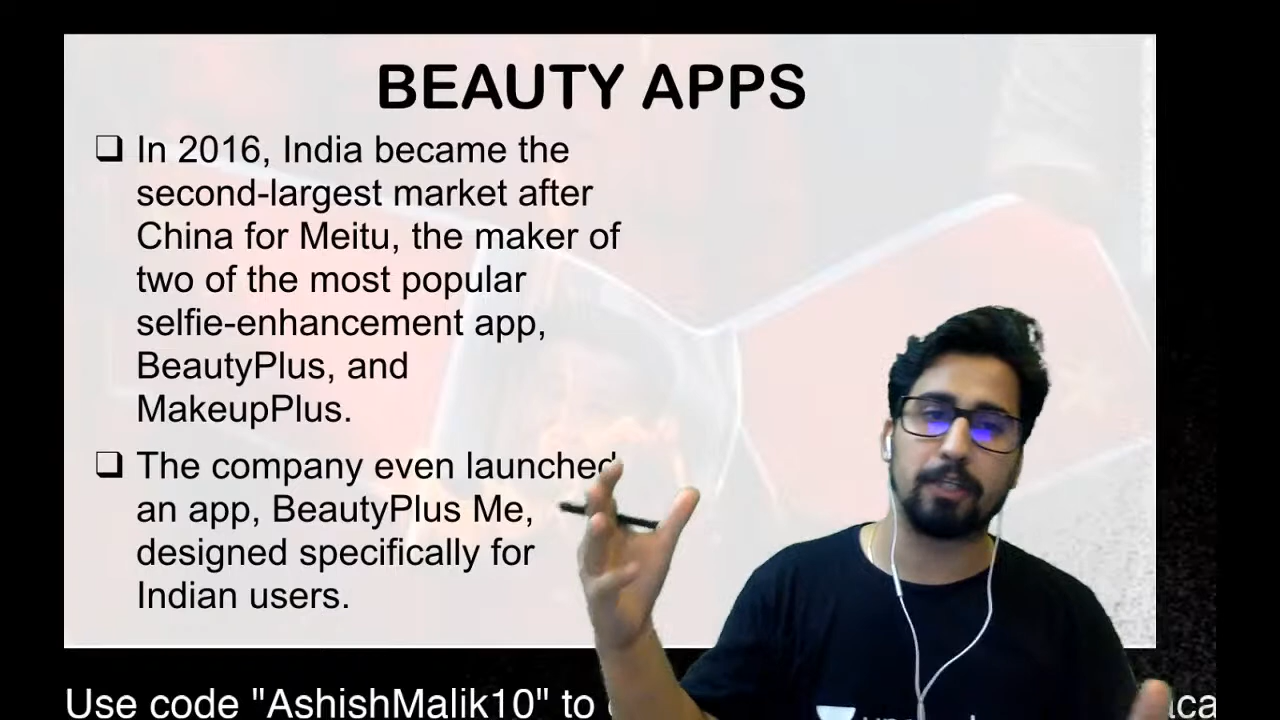 BEAUTY APPS
❑ In 2016, India became the
second-largest market after
China for Meitu, the maker of
two of the most popular
selfie-enhancement app,
BeautyPlus, and
MakeupPlus.
❑ The company even launched
an app, BeautyPlus Me,
designed specifically for
Indian users.
Use code "AshishMalik10" to